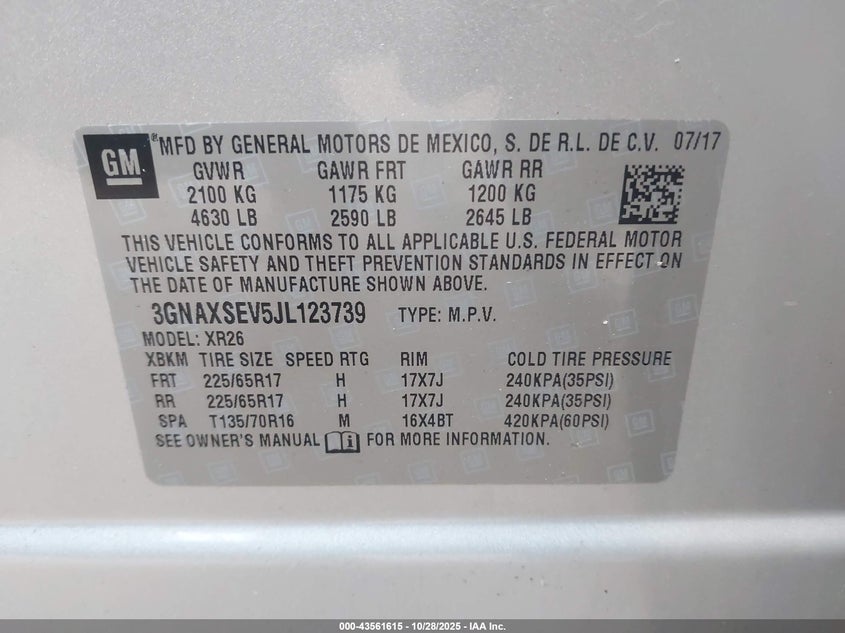 GM
®MFD BY GENERAL MOTORS DE MEXICO, S. DE R.L. DE C.V. 07/17
GVWR GAWR FRT GAWR RR
2100 KG 1175 KG 1200 KG
4630 LB 2590 LB 2645 LB
THIS VEHICLE CONFORMS TO ALL APPLICABLE U.S. FEDERAL MOTOR
VEHICLE SAFETY AND THEFT PREVENTION STANDARDS IN EFFECT ON
THE DATE OF MANUFACTURE SHOWN ABOVE.
3GNAXSEV5JL123739 TYPE: M.P.V.
MODEL: XR26
XBKM TIRE SIZE SPEED RTG RIM COLD TIRE PRESSURE
FRT 225/65R17 H 17X7J 240KPA(35PSI)
RR 225/65R17 H 17X7J 240KPA(35PSI)
SPA T135/70R16 M 16X4BT 420KPA(60PSI)
SEE OWNER'S MANUAL i FOR MORE INFORMATION.
000-43561615 - 10/28/2025 - IAA Inc.